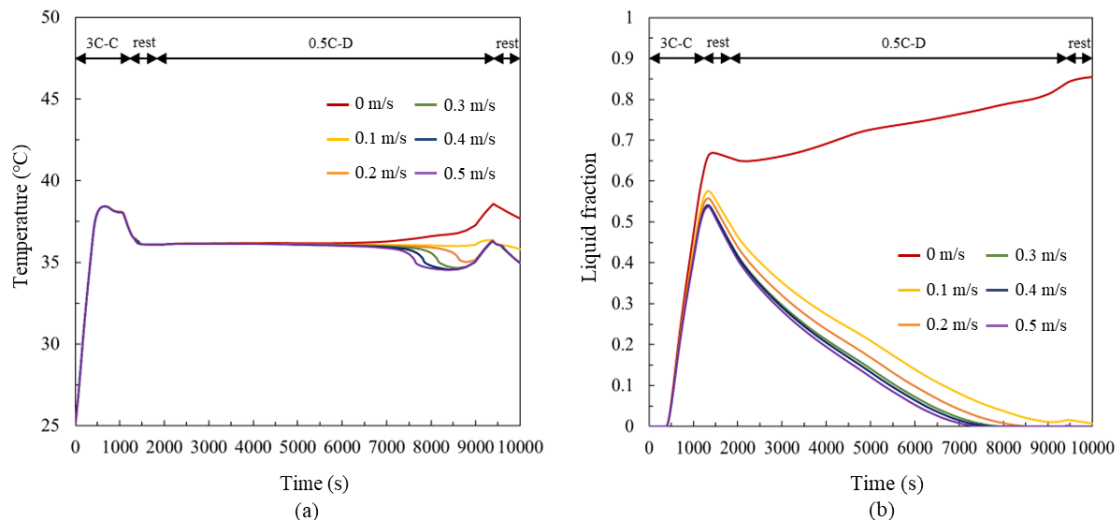 50
45
40
35
30
25
Temperature (℃)
3C-C
rest
0.5C-D
rest
0 m/s
0.3 m/s
0.1 m/s
0.4 m/s
0.2 m/s
0.5 m/s
0 1000 2000 3000 4000 5000 6000 7000 8000 9000 10000
Time (s)
(a)
1
0.9
0.8
0.7
0.6
0.5
0.4
0.3
0.2
0.1
0
Liquid fraction
3C-C
rest
0.5C-D
rest
0 m/s
0.3 m/s
0.1 m/s
0.4 m/s
0.2 m/s
0.5 m/s
0 1000 2000 3000 4000 5000 6000 7000 8000 9000 10000
Time (s)
(b)